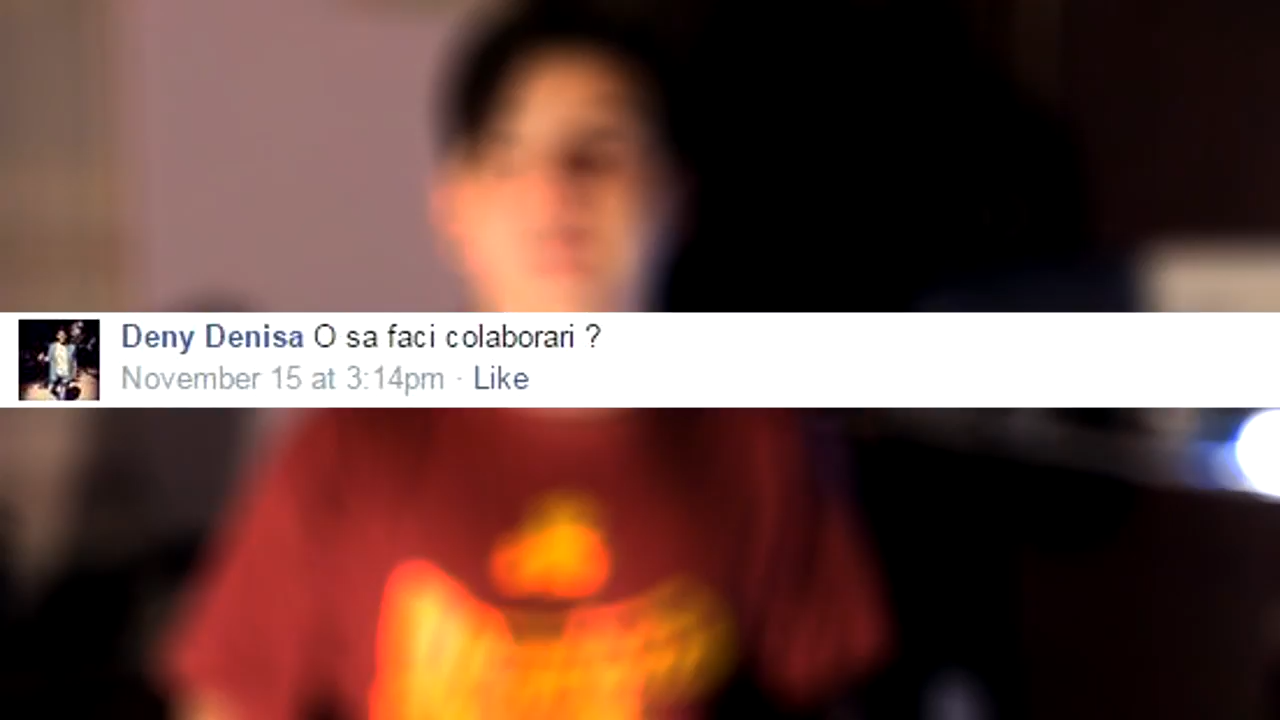 Deny Denisa O sa faci colaborari ?
November 15 at 3:14pm · Like